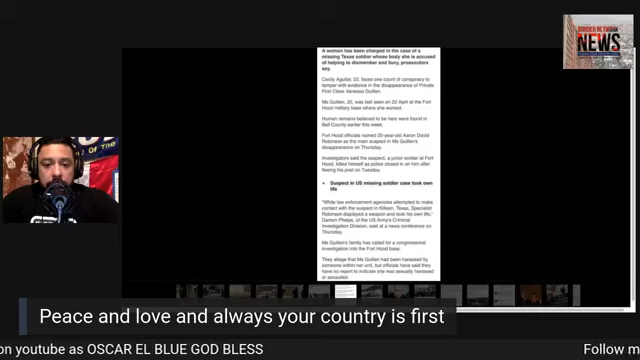 BORDER NETWORK
NEWS
A woman has been charged in the case of a
missing Texas soldier whose body she is accused
of helping to dismember and bury, prosecutors
say.
Cecily Aguilar, 22, faces one count of conspiracy to
tamper with evidence in the disappearance of Private
First Class Vanessa Guillen.
Ms Guillen, 20, was last seen on 22 April at the Fort
Hood military base where she worked.
Human remains believed to be hers were found in
Bell County earlier this week.
Fort Hood officials named 20-year-old Aaron David
Robinson as the main suspect in Ms Guillen's
disappearance on Thursday.
Investigators said the suspect, a junior soldier at Fort
Hood, killed himself as police closed in on him after
fleeing his post on Tuesday.
• Suspect in US missing soldier case took own
life
"While law enforcement agencies attempted to make
contact with the suspect in Killeen, Texas, Specialist
Robinson displayed a weapon and took his own life,"
Damon Phelps, of the US Army's Criminal
Investigation Division, said at a news conference on
Thursday.
Ms Guillen's family has called for a congressional
investigation into the Fort Hood base.
They allege that Ms Guillen had been harassed by
someone within her unit, but officials have said they
have no report to indicate she was sexually harassed
or assaulted.
Peace and love and always your country is first
on youtube as OSCAR EL BLUE GOD BLESS
Follow m